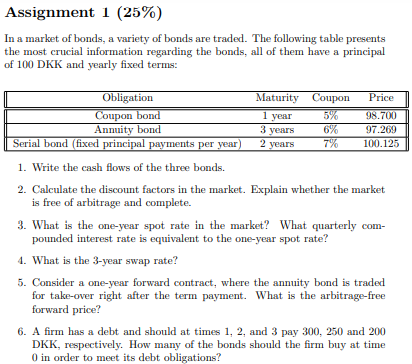 Assignment 1 (25%)
In a market of bonds, a variety of bonds are traded. The following table presents
the most crucial information regarding the bonds, all of them have a principal
of 100 DKK and yearly fixed terms:
Obligation Maturity Coupon Price
Coupon bond 1 year 5% 98.700
Annuity bond 3 years 6% 97.269
Serial bond (fixed principal payments per year) 2 years 7% 100.125
1. Write the cash flows of the three bonds.
2. Calculate the discount factors in the market. Explain whether the market
is free of arbitrage and complete.
3. What is the one-year spot rate in the market? What quarterly com-
pounded interest rate is equivalent to the one-year spot rate?
4. What is the 3-year swap rate?
5. Consider a one-year forward contract, where the annuity bond is traded
for take-over right after the term payment. What is the arbitrage-free
forward price?
6. A firm has a debt and should at times 1, 2, and 3 pay 300, 250 and 200
DKK, respectively. How many of the bonds should the firm buy at time
0 in order to meet its debt obligations?